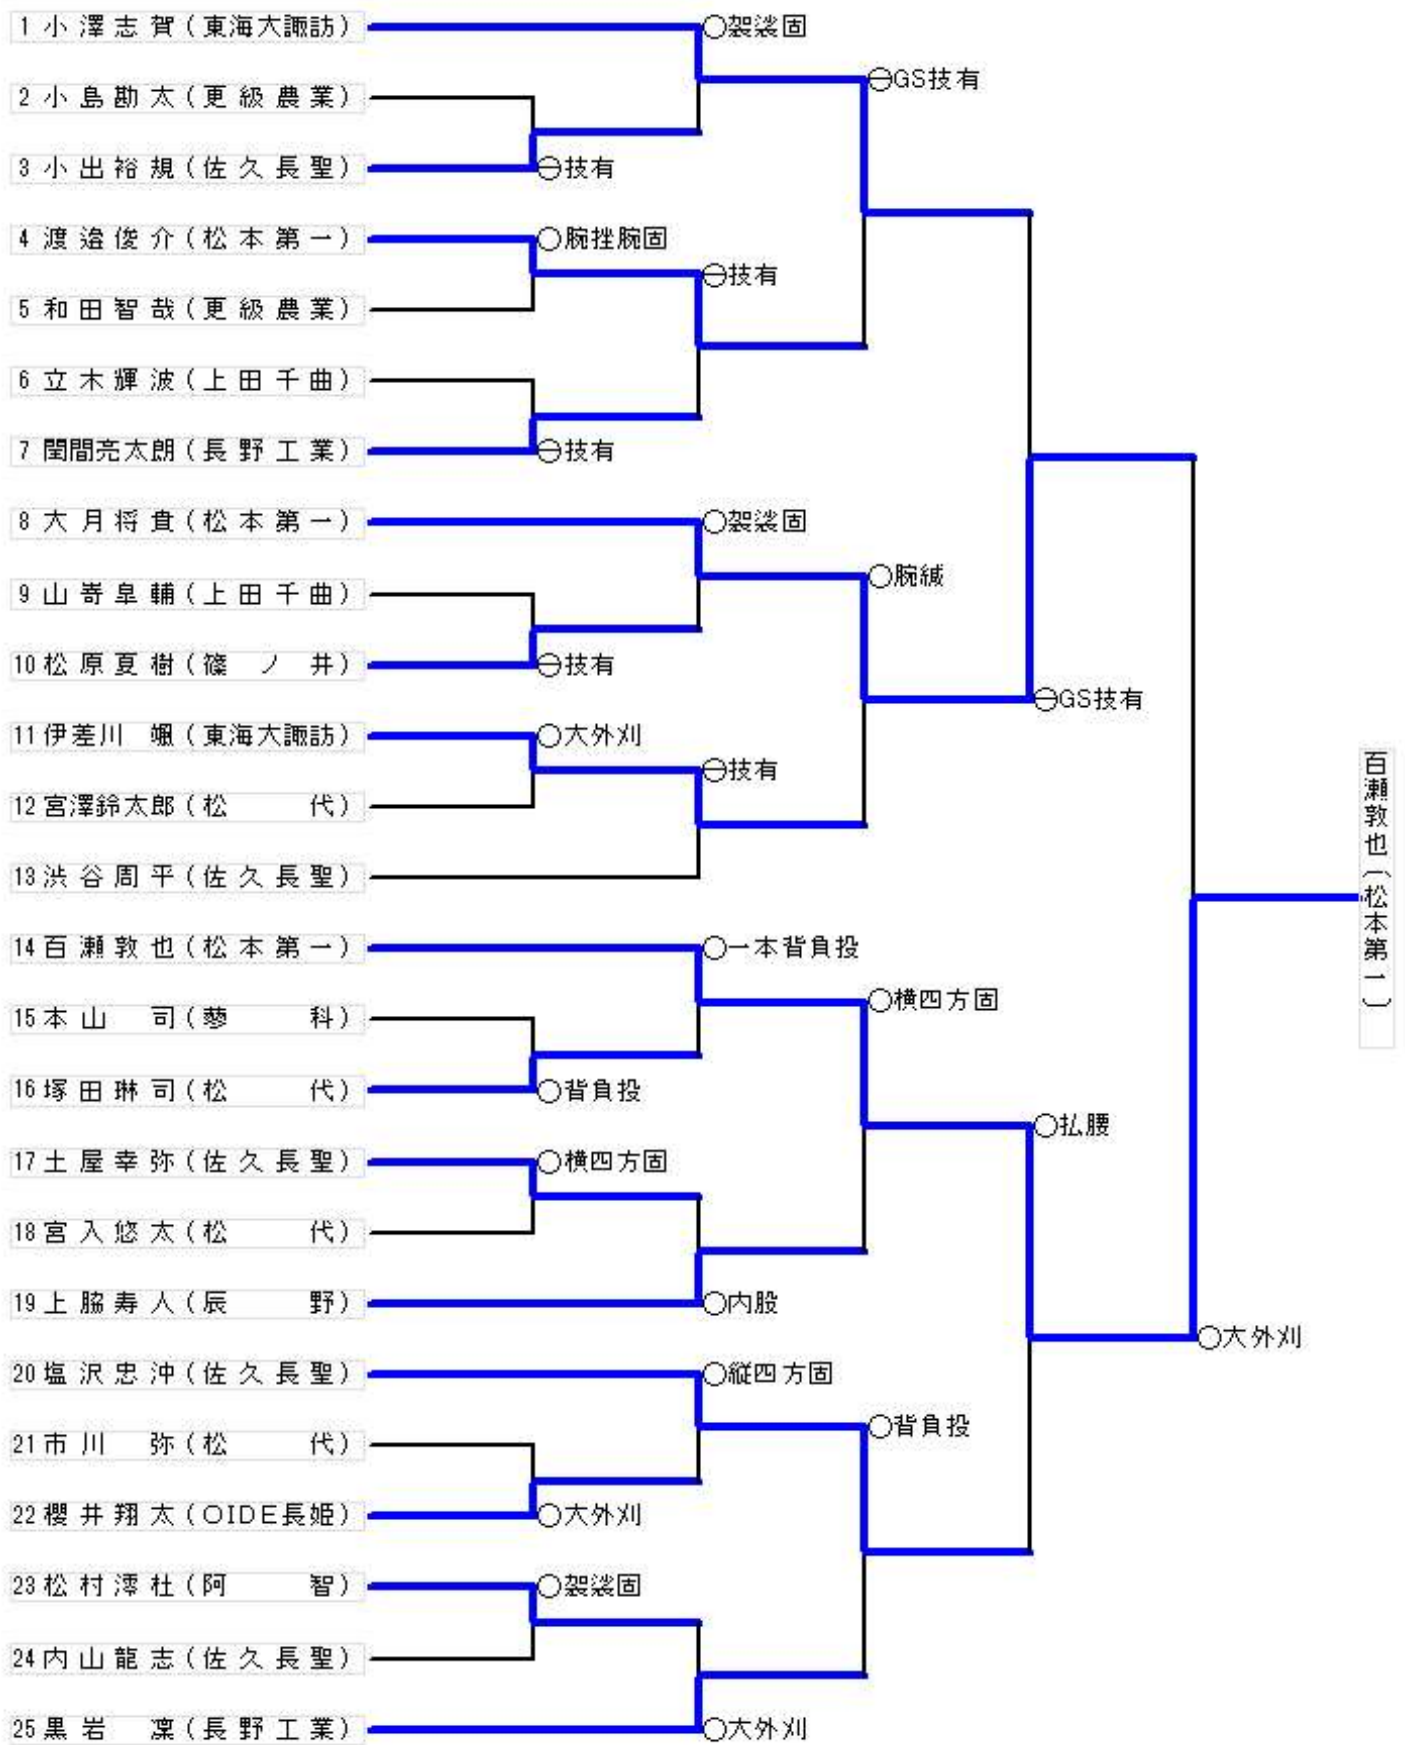 1 小澤志賀(東海大諏訪)
○袈裟固
⊖GS技有
2 小島勘太(更級農業)
3 小出裕規(佐久長聖)
⊖技有
4 渡邉俊介(松本第一)
○腕挫腕固
⊖技有
5 和田智哉(更級農業)
6 立木輝波(上田千曲)
7 閏間亮太朗(長野工業)
⊖技有
8 大月将貴(松本第一)
○袈裟固
○腕緘
9 山嵜皐輔(上田千曲)
10 松原夏樹(篠ノ井)
⊖技有
⊖GS技有
11 伊差川 颯(東海大諏訪)
○大外刈
⊖技有
12 宮澤鈴太郎(松代)
13 渋谷周平(佐久長聖)
百瀬敦也(松本第一)
14 百瀬敦也(松本第一)
○一本背負投
○横四方固
15 本山 司(蓼科)
16 塚田琳司(松代)
○背負投
○払腰
17 土屋幸弥(佐久長聖)
○横四方固
18 宮入悠太(松代)
19 上脇寿人(辰野)
○内股
○大外刈
20 塩沢忠沖(佐久長聖)
○縦四方固
○背負投
21 市川 弥(松代)
22 櫻井翔太(OIDE長姫)
○大外刈
23 松村澪杜(阿智)
○袈裟固
24 内山龍志(佐久長聖)
25 黒岩 凜(長野工業)
○大外刈